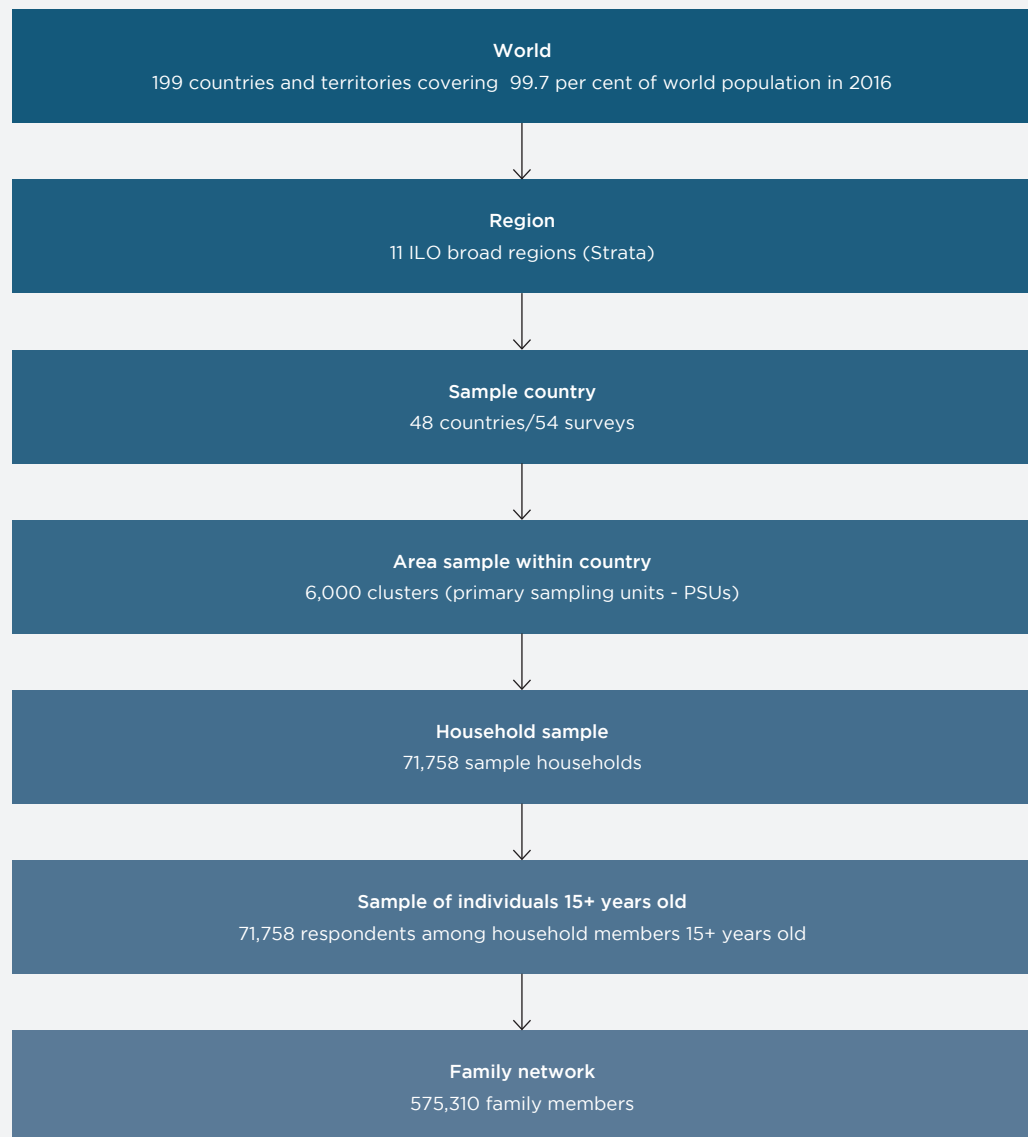 World
199 countries and territories covering  99.7 per cent of world population in 2016
Region
11 ILO broad regions (Strata)
Sample country
48 countries/54 surveys
Area sample within country
6,000 clusters (primary sampling units - PSUs)
Household sample
71,758 sample households
Sample of individuals 15+ years old
71,758 respondents among household members 15+ years old
Family network
575,310 family members